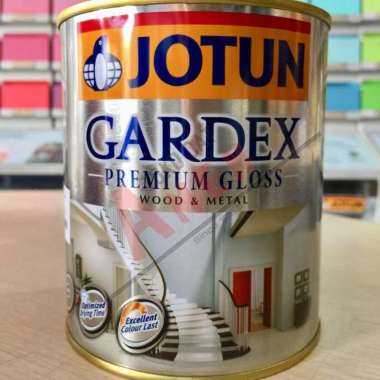 JOTUN
GARDEX
PREMIUM GLOSS
WOOD & METAL
Optimized
Drying Time
Excellent
Colour Last